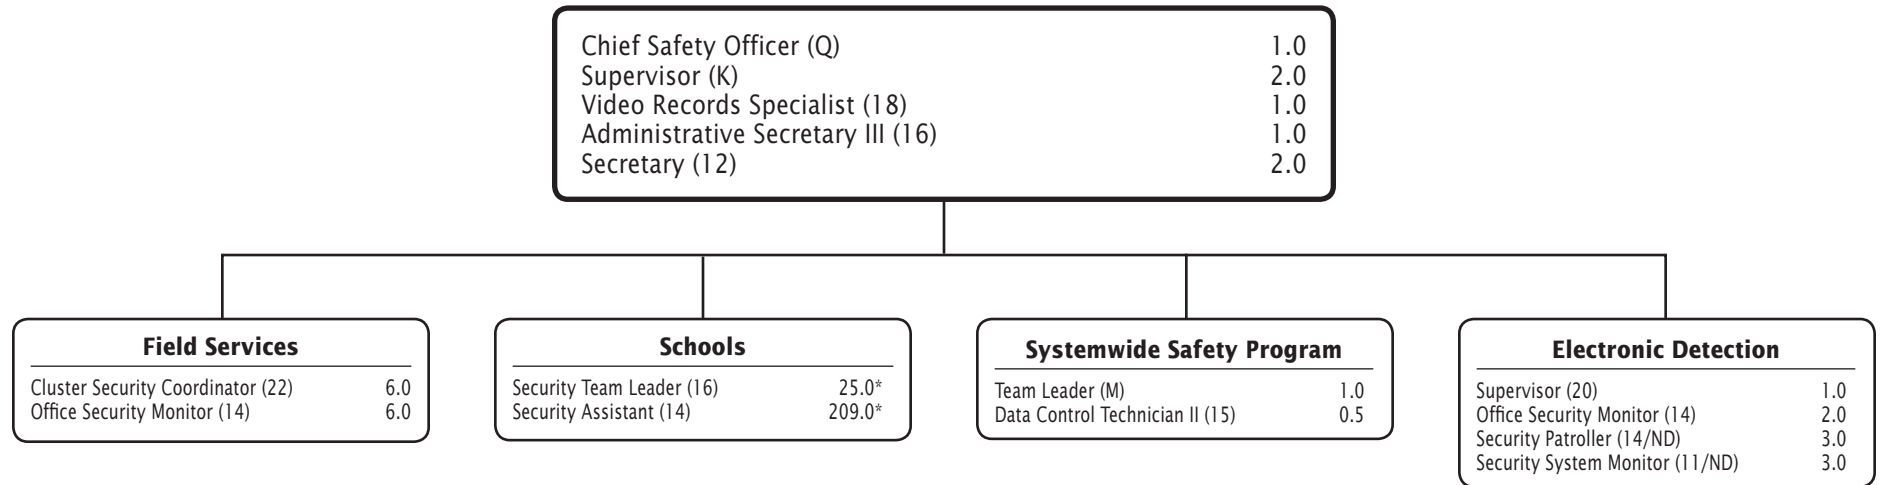 Chief Safety Officer (Q) 1.0
Supervisor (K) 2.0
Video Records Specialist (18) 1.0
Administrative Secretary III (16) 1.0
Secretary (12) 2.0
Field Services
Cluster Security Coordinator (22) 6.0
Office Security Monitor (14) 6.0
Schools
Security Team Leader (16) 25.0*
Security Assistant (14) 209.0*
Systemwide Safety Program
Team Leader (M) 1.0
Data Control Technician II (15) 0.5
Electronic Detection
Supervisor (20) 1.0
Office Security Monitor (14) 2.0
Security Patroller (14/ND) 3.0
Security System Monitor (11/ND) 3.0